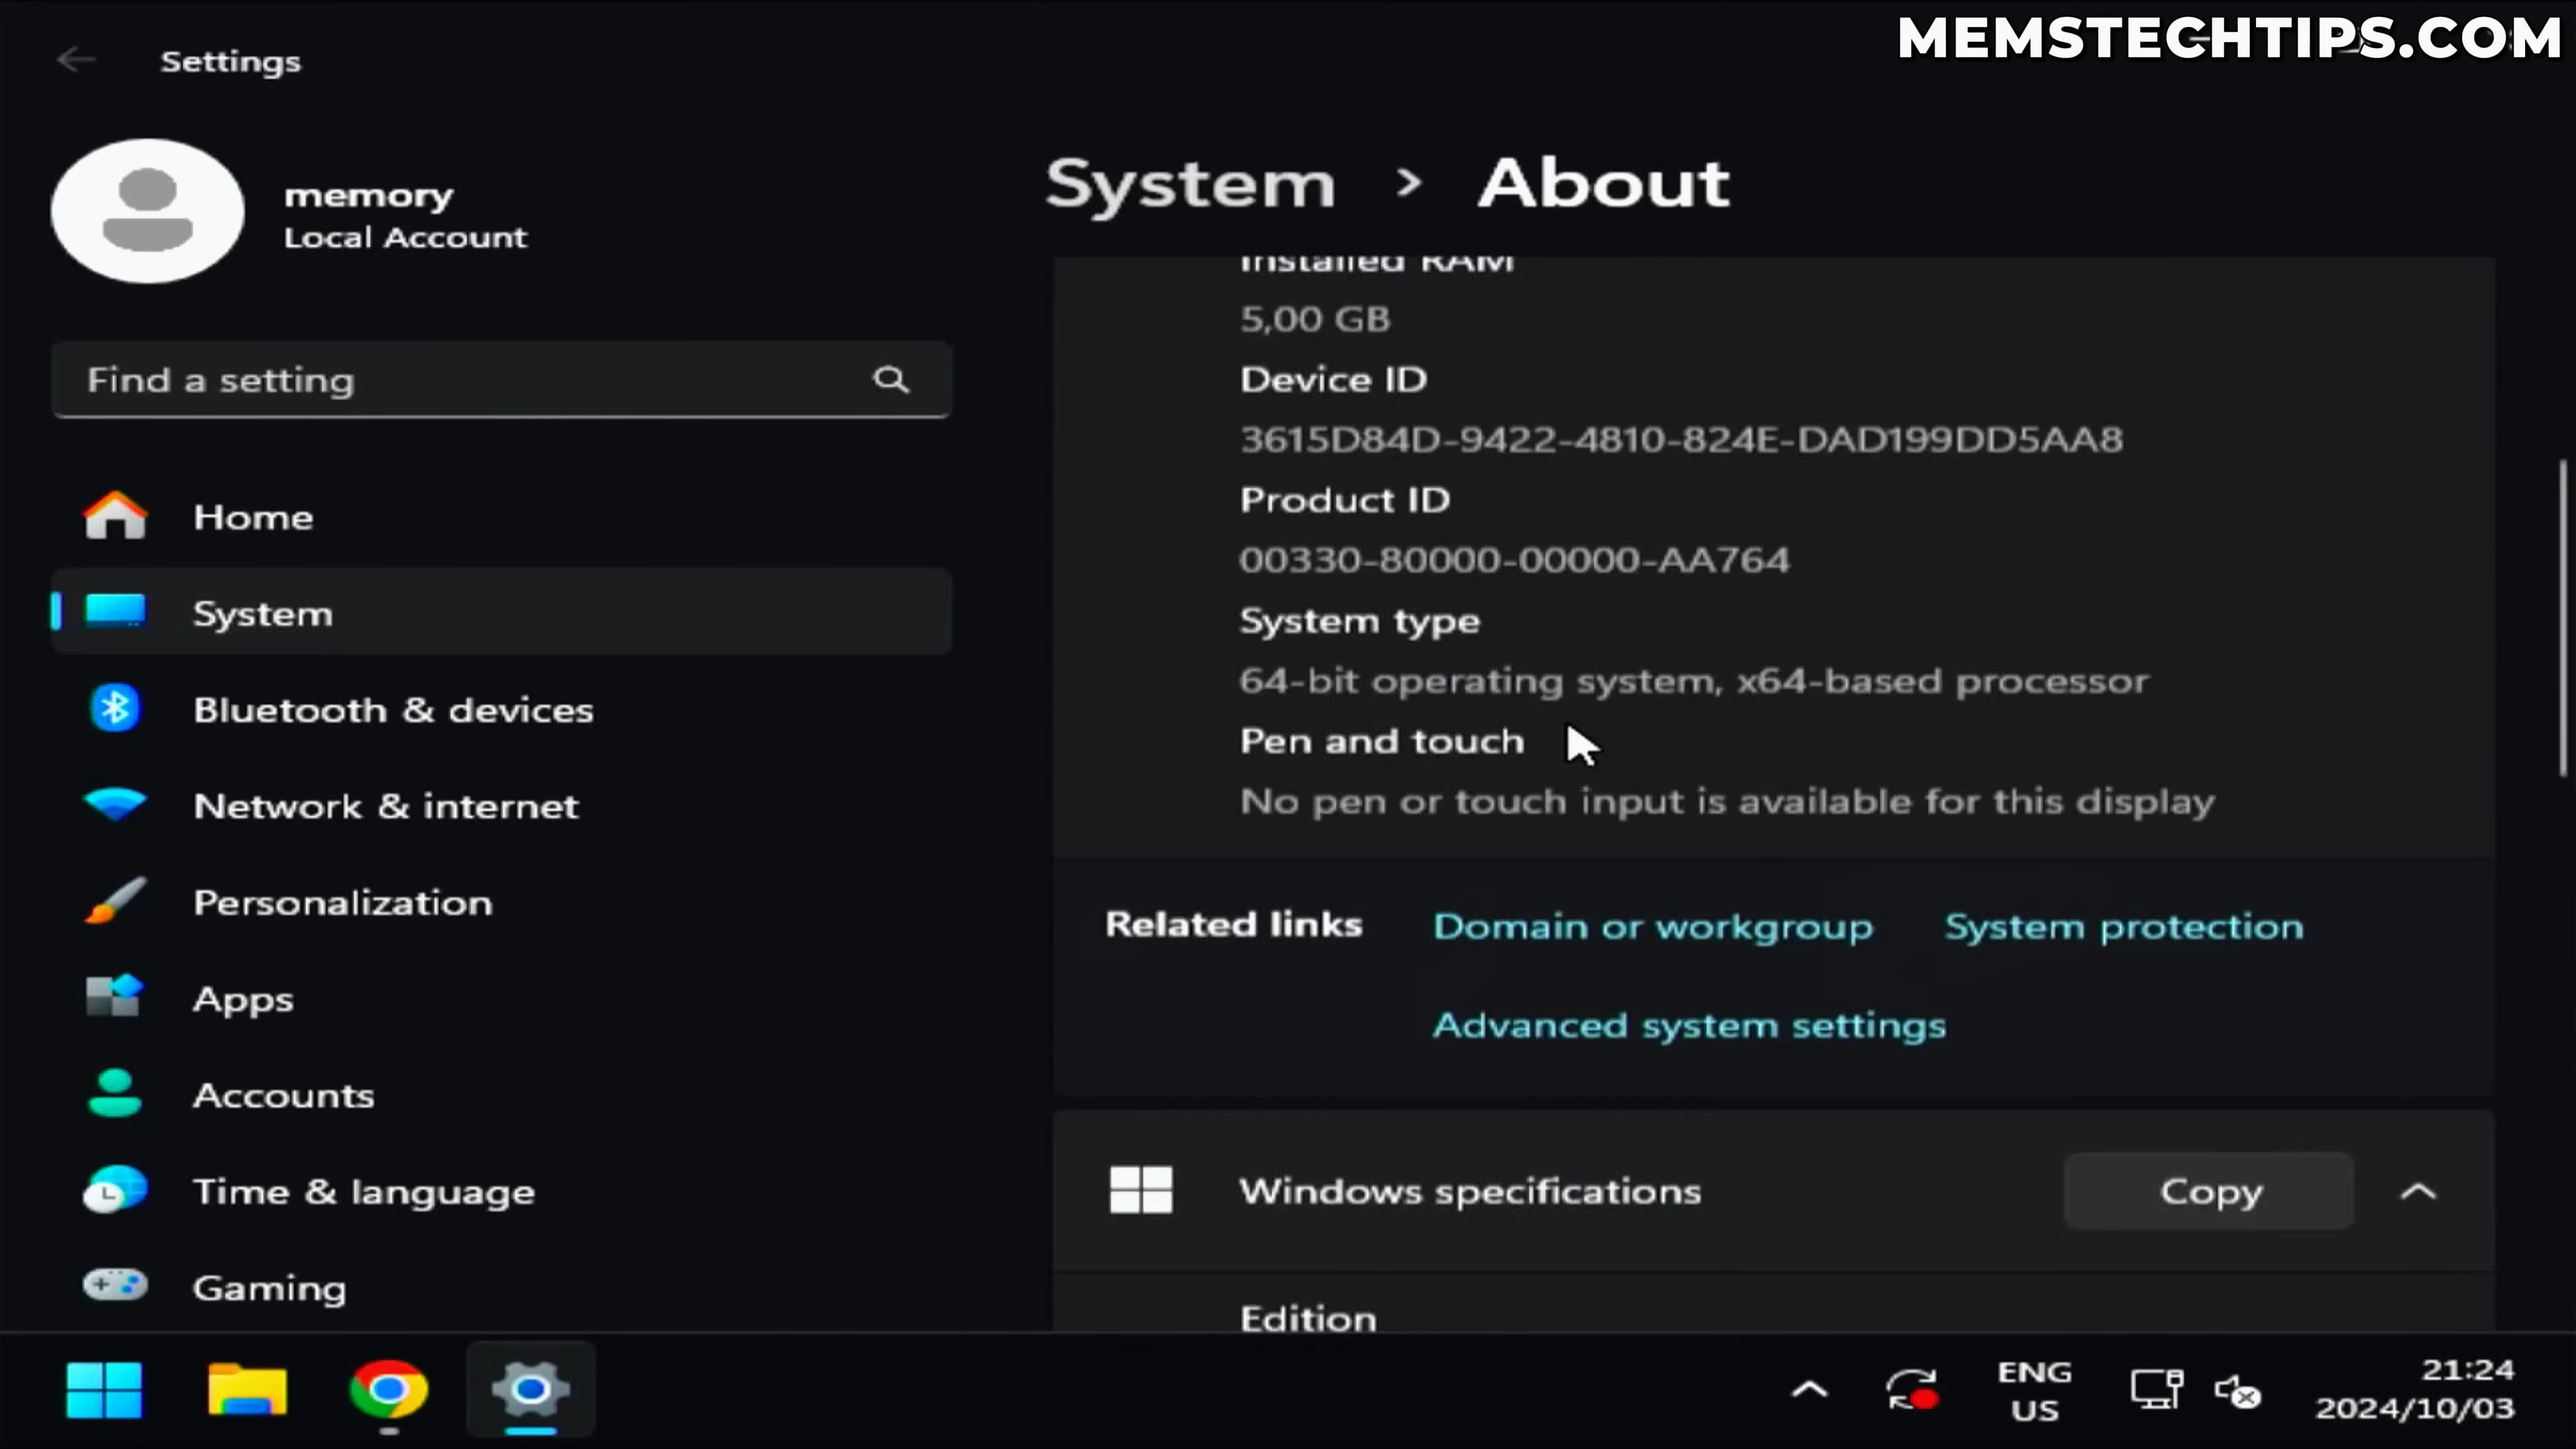 MEMSTECHTIPS.COM
Settings
memory
Local Account
Find a setting
Home
System
Bluetooth & devices
Network & internet
Personalization
Apps
Accounts
Time & language
Gaming
System > About
Installed RAM
5,00 GB
Device ID
3615D84D-9422-4810-824E-DAD199DD5AA8
Product ID
00330-80000-00000-AA764
System type
64-bit operating system, x64-based processor
Pen and touch
No pen or touch input is available for this display
Related links
Domain or workgroup
System protection
Advanced system settings
Windows specifications
Copy
Edition
ENG
US
21:24
2024/10/03